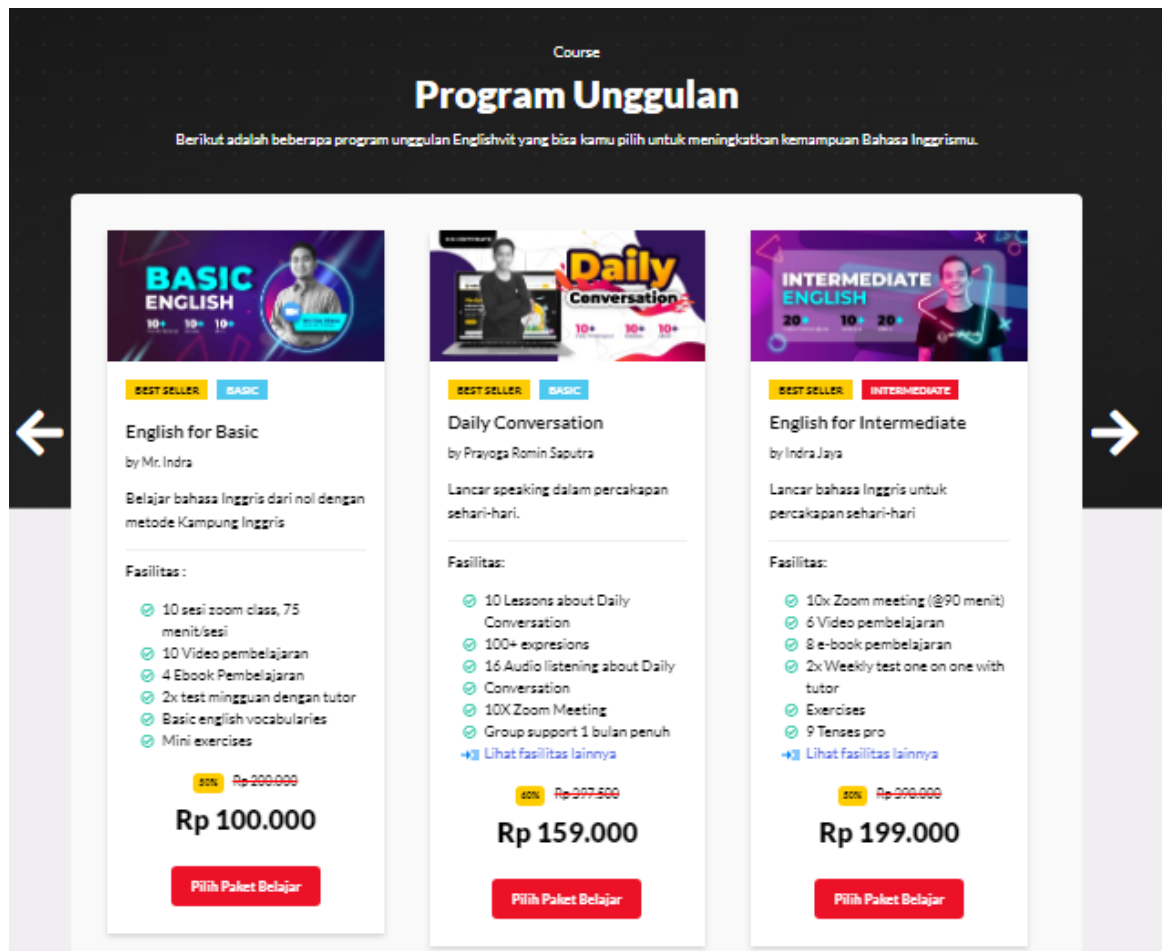 Course
Program Unggulan
Berikut adalah beberapa program unggulan Englishvit yang bisa kamu pilih untuk meningkatkan kemampuan Bahasa Inggrismu.
BASIC
ENGLISH
10+ 10+ 10+
BEST SELLER BASIC
English for Basic
by Mr. Indra
Belajar bahasa Inggris dari nol dengan
metode Kampung Inggris
Fasilitas :
10 sesi zoom class, 75
menit/sesi
10 Video pembelajaran
4 Ebook Pembelajaran
2x test mingguan dengan tutor
Basic english vocabularies
Mini exercises
50% Rp 200.000
Rp 100.000
Pilih Paket Belajar
Daily
Conversation
10+ 10+ 10+
BEST SELLER BASIC
Daily Conversation
by Prayoga Romin Saputra
Lancar speaking dalam percakapan
sehari-hari.
Fasilitas:
10 Lessons about Daily
Conversation
100+ expresions
16 Audio listening about Daily
Conversation
10X Zoom Meeting
Group support 1 bulan penuh
Lihat fasilitas lainnya
60% Rp 397.500
Rp 159.000
Pilih Paket Belajar
INTERMEDIATE
ENGLISH
20+ 10+ 20+
BEST SELLER INTERMEDIATE
English for Intermediate
by Indra Jaya
Lancar bahasa Inggris untuk
percakapan sehari-hari
Fasilitas:
10x Zoom meeting (@90 menit)
6 Video pembelajaran
8 e-book pembelajaran
2x Weekly test one on one with
tutor
Exercises
9 Tenses pro
Lihat fasilitas lainnya
50% Rp 398.000
Rp 199.000
Pilih Paket Belajar